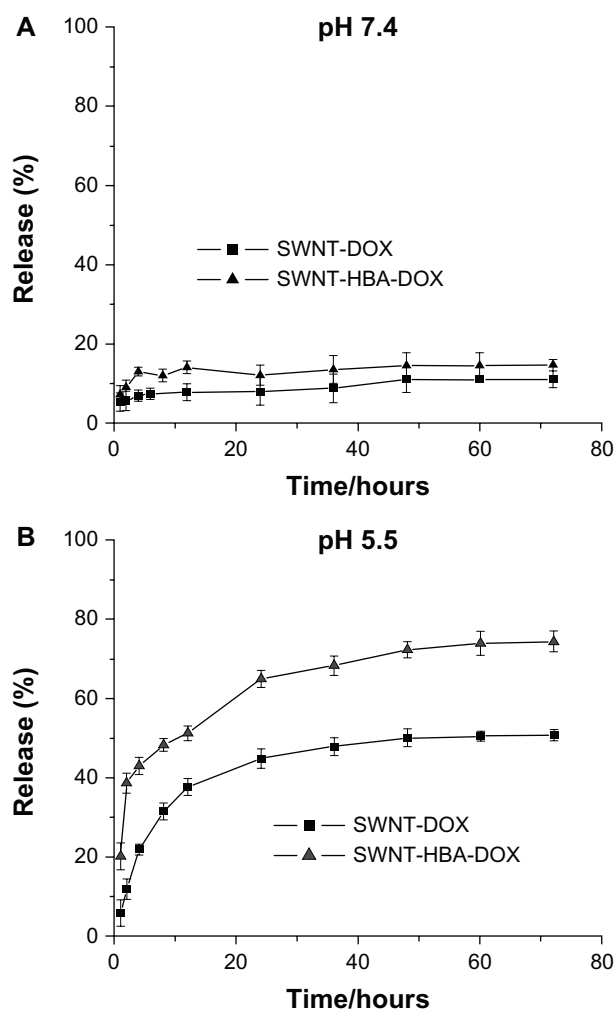 A
pH 7.4
100
80
60
40
20
0
Release (%)
SWNT-DOX
SWNT-HBA-DOX
0 20 40 60 80
Time/hours
B
pH 5.5
100
80
60
40
20
0
Release (%)
SWNT-DOX
SWNT-HBA-DOX
0 20 40 60 80
Time/hours